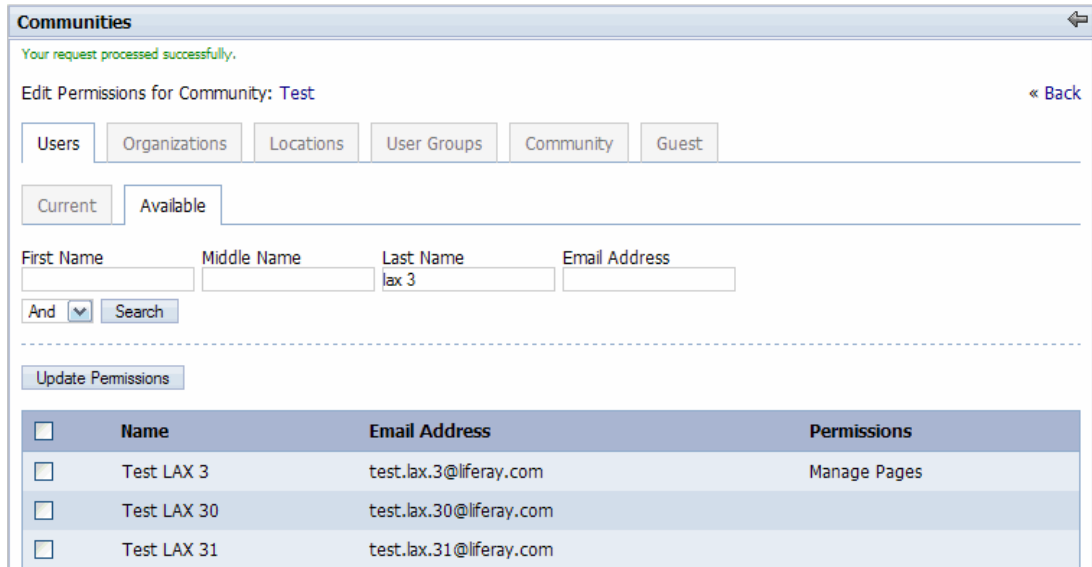 Communities
Your request processed successfully.
Edit Permissions for Community: Test « Back
Users Organizations Locations User Groups Community Guest
Current Available
First Name Middle Name Last Name Email Address
lax 3
And Search
Update Permissions
Name Email Address Permissions
Test LAX 3 test.lax.3@liferay.com Manage Pages
Test LAX 30 test.lax.30@liferay.com
Test LAX 31 test.lax.31@liferay.com